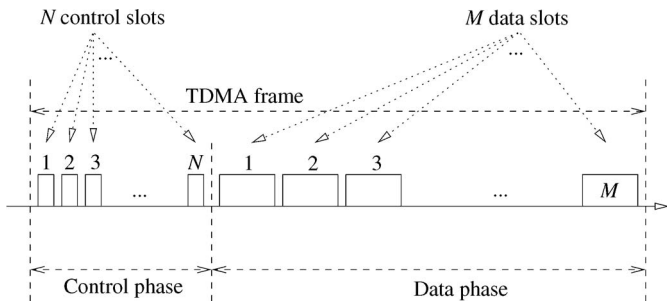 N control slots
M data slots
...
...
TDMA frame
1 2 3 N 1 2 3
... ... M
Control phase
Data phase